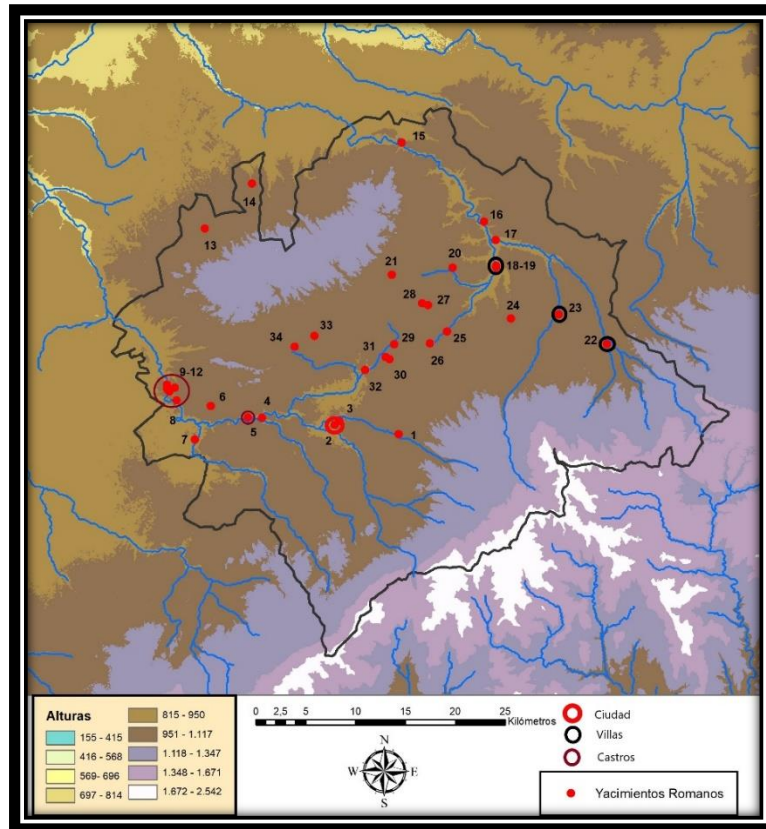 15
14
16
13
17
18-19
20
21
28
27
24
23
33
34
31
29
25
22
26
30
32
9-12
6
4
3
8
5
7
2
1
Alturas
155 - 415
416 - 568
569- 696
697 - 814
815 - 950
951 - 1.117
1.118 - 1.347
1.348 - 1.671
1.672 - 2.542
0 2,5 5 10 15 20 25
Kilómetros
N
W E
S
Ciudad
Villas
Castros
Yacimientos Romanos